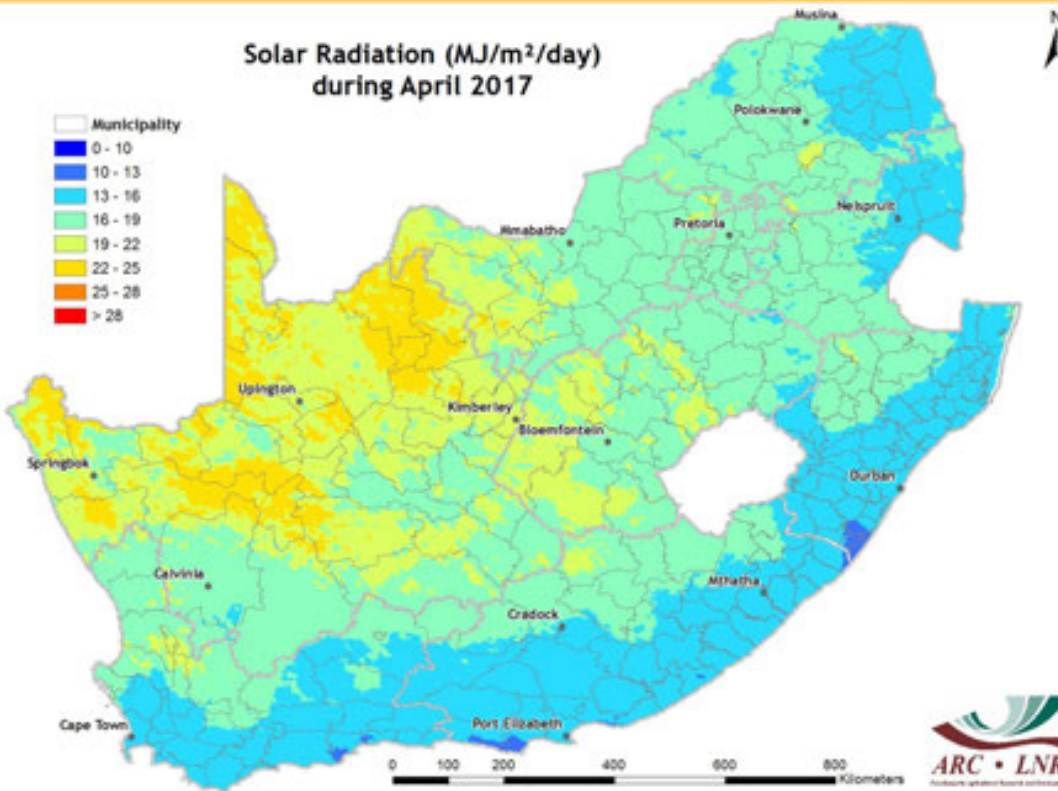 Solar Radiation (MJ/m²/day)
during April 2017
Municipality
0 - 10
10 - 13
13 - 16
16 - 19
19 - 22
22 - 25
25 - 28
> 28
Musina
Polokwane
Nelspruit
Pretoria
Mmabatho
Upington
Kimberley
Bloemfontein
Springbok
Durban
Calvinia
Mthatha
Cradock
Cape Town
Port Elizabeth
0 100 200 400 600 800
Kilometers
ARC • LNR